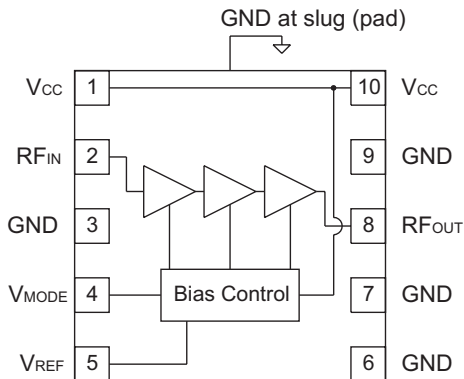 GND at slug (pad)
VCC 1 10 VCC
RFIN 2 9 GND
GND 3 8 RFOUT
VMODE 4 Bias Control 7 GND
VREF 5 6 GND